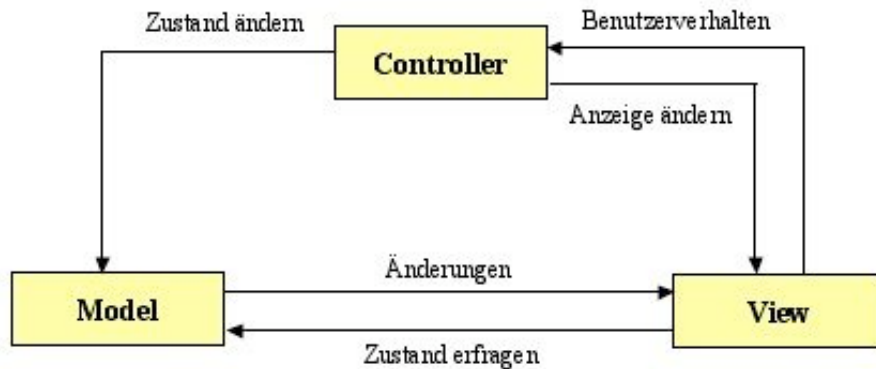 Zustand ändern
Benutzerverhalten
Controller
Anzeige ändern
Änderungen
Model
View
Zustand erfragen